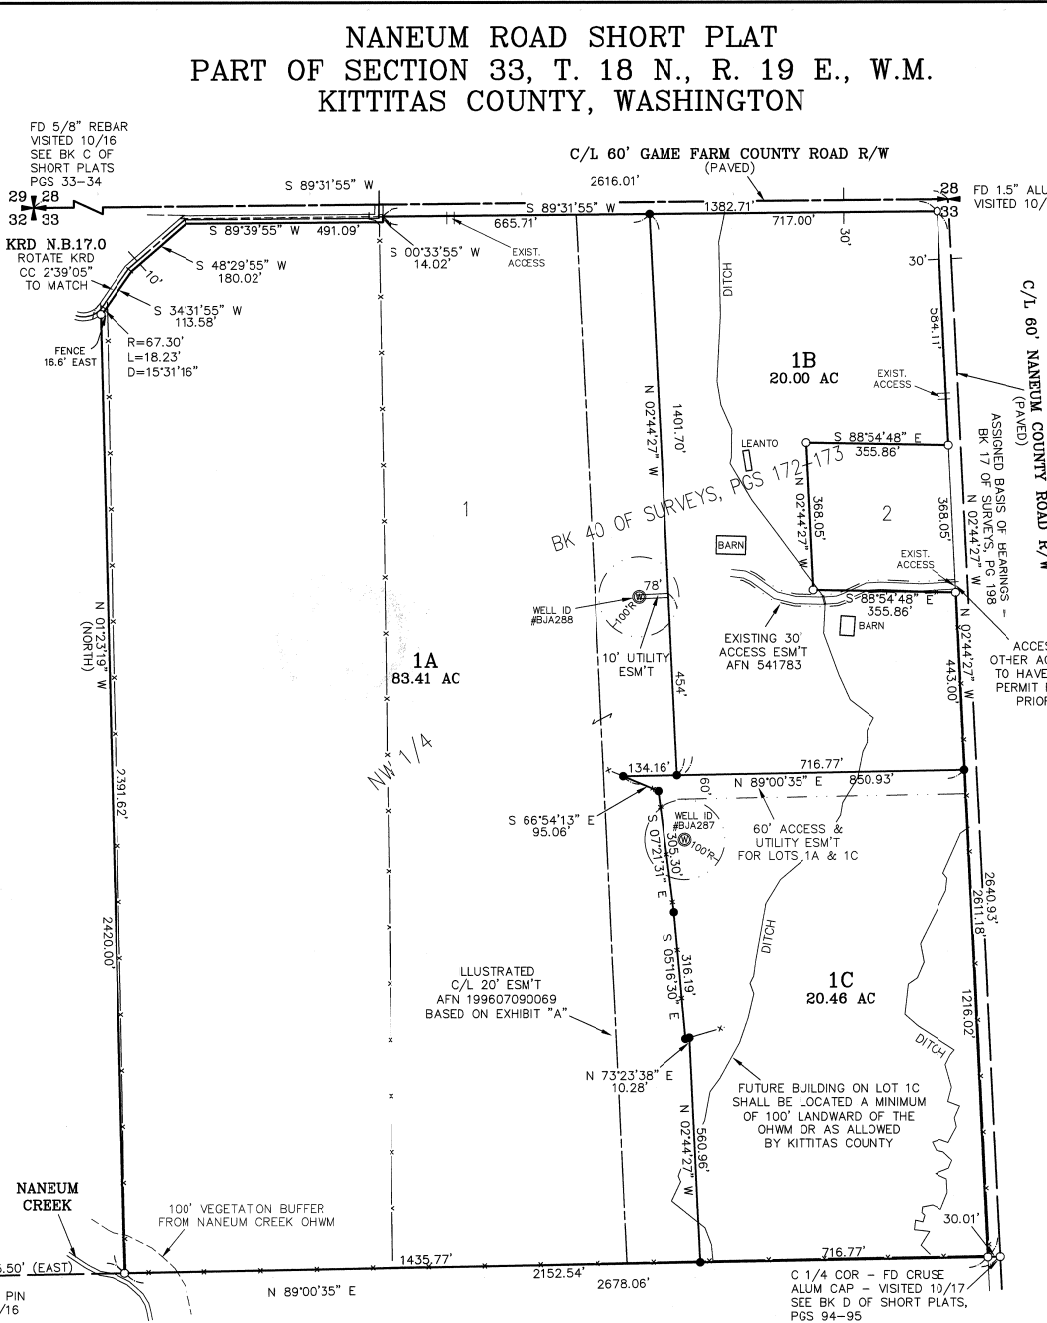 NANEUM ROAD SHORT PLAT
PART OF SECTION 33, T. 18 N., R. 19 E., W.M.
KITTITAS COUNTY, WASHINGTON
FD 5/8" REBAR
VISITED 10/16
SEE BK C OF
SHORT PLATS
PGS 33-34
29 28
32 33
C/L 60' GAME FARM COUNTY ROAD R/W
(PAVED)
S 89°31'55" W
2616.01'
S 89°31'55" W
1382.71'
28
33
FD 1.5" ALU
VISITED 10/
KRD N.B.17.0
ROTATE KRD
CC 2°39'05"
TO MATCH
S 89°39'55" W 491.09'
665.71'
717.00'
30'
30'
S 00°33'55" W
14.02'
EXIST.
ACCESS
S 48°29'55" W
180.02'
10'
S 34°31'55" W
113.58'
FENCE
16.6' EAST
R=67.30'
L=18.23'
D=15°31'16"
DITCH
584.11'
C/L 60' NANEUM COUNTY ROAD R/W
(PAVED)
1B
20.00 AC
EXIST.
ACCESS
ASSIGNED BASIS OF BEARINGS -
BK 17 OF SURVEYS, PG 198
N 02°44'27" W
N 02°44'27" W
1401.70'
LEANTO
S 88°54'48" E
355.86'
BK 40 OF SURVEYS, PGS 172-173
1
N 02°44'27" W
368.05'
2
368.05'
BARN
EXIST.
ACCESS
78'
WELL ID
#BJA288
W
100'R
S 88°54'48" E
355.86'
BARN
10' UTILITY
ESM'T
EXISTING 30'
ACCESS ESM'T
AFN 541783
N 02°44'27" W
443.00'
ACCES
OTHER AC
TO HAVE
PERMIT
PRIOR
N 01°23'19" W
(NORTH)
1A
83.41 AC
454'
NW 1/4
2391.62'
2420.00'
134.16'
716.77'
N 89°00'35" E 850.93'
60'
S 66°54'13" E
95.06'
WELL ID
#BJA287
W
100'R
60' ACCESS &
UTILITY ESM'T
FOR LOTS 1A & 1C
S 07°21'31" E
305.30'
2640.93'
2611.18'
DITCH
S 05°16'30" E
316.19'
LLUSTRATED
C/L 20' ESM'T
AFN 199607090069
BASED ON EXHIBIT "A"
1C
20.46 AC
1216.02'
DITCH
N 73°23'38" E
10.28'
FUTURE BUILDING ON LOT 1C
SHALL BE LOCATED A MINIMUM
OF 100' LANDWARD OF THE
OHWM OR AS ALLOWED
BY KITTITAS COUNTY
N 02°44'27" W
560.96'
NANEUM
CREEK
100' VEGETATON BUFFER
FROM NANEUM CREEK OHWM
30.01'
.50' (EAST)
1435.77'
716.77'
2152.54'
N 89°00'35" E
2678.06'
PIN
/16
C 1/4 COR - FD CRUSE
ALUM CAP - VISITED 10/17
SEE BK D OF SHORT PLATS,
PGS 94-95